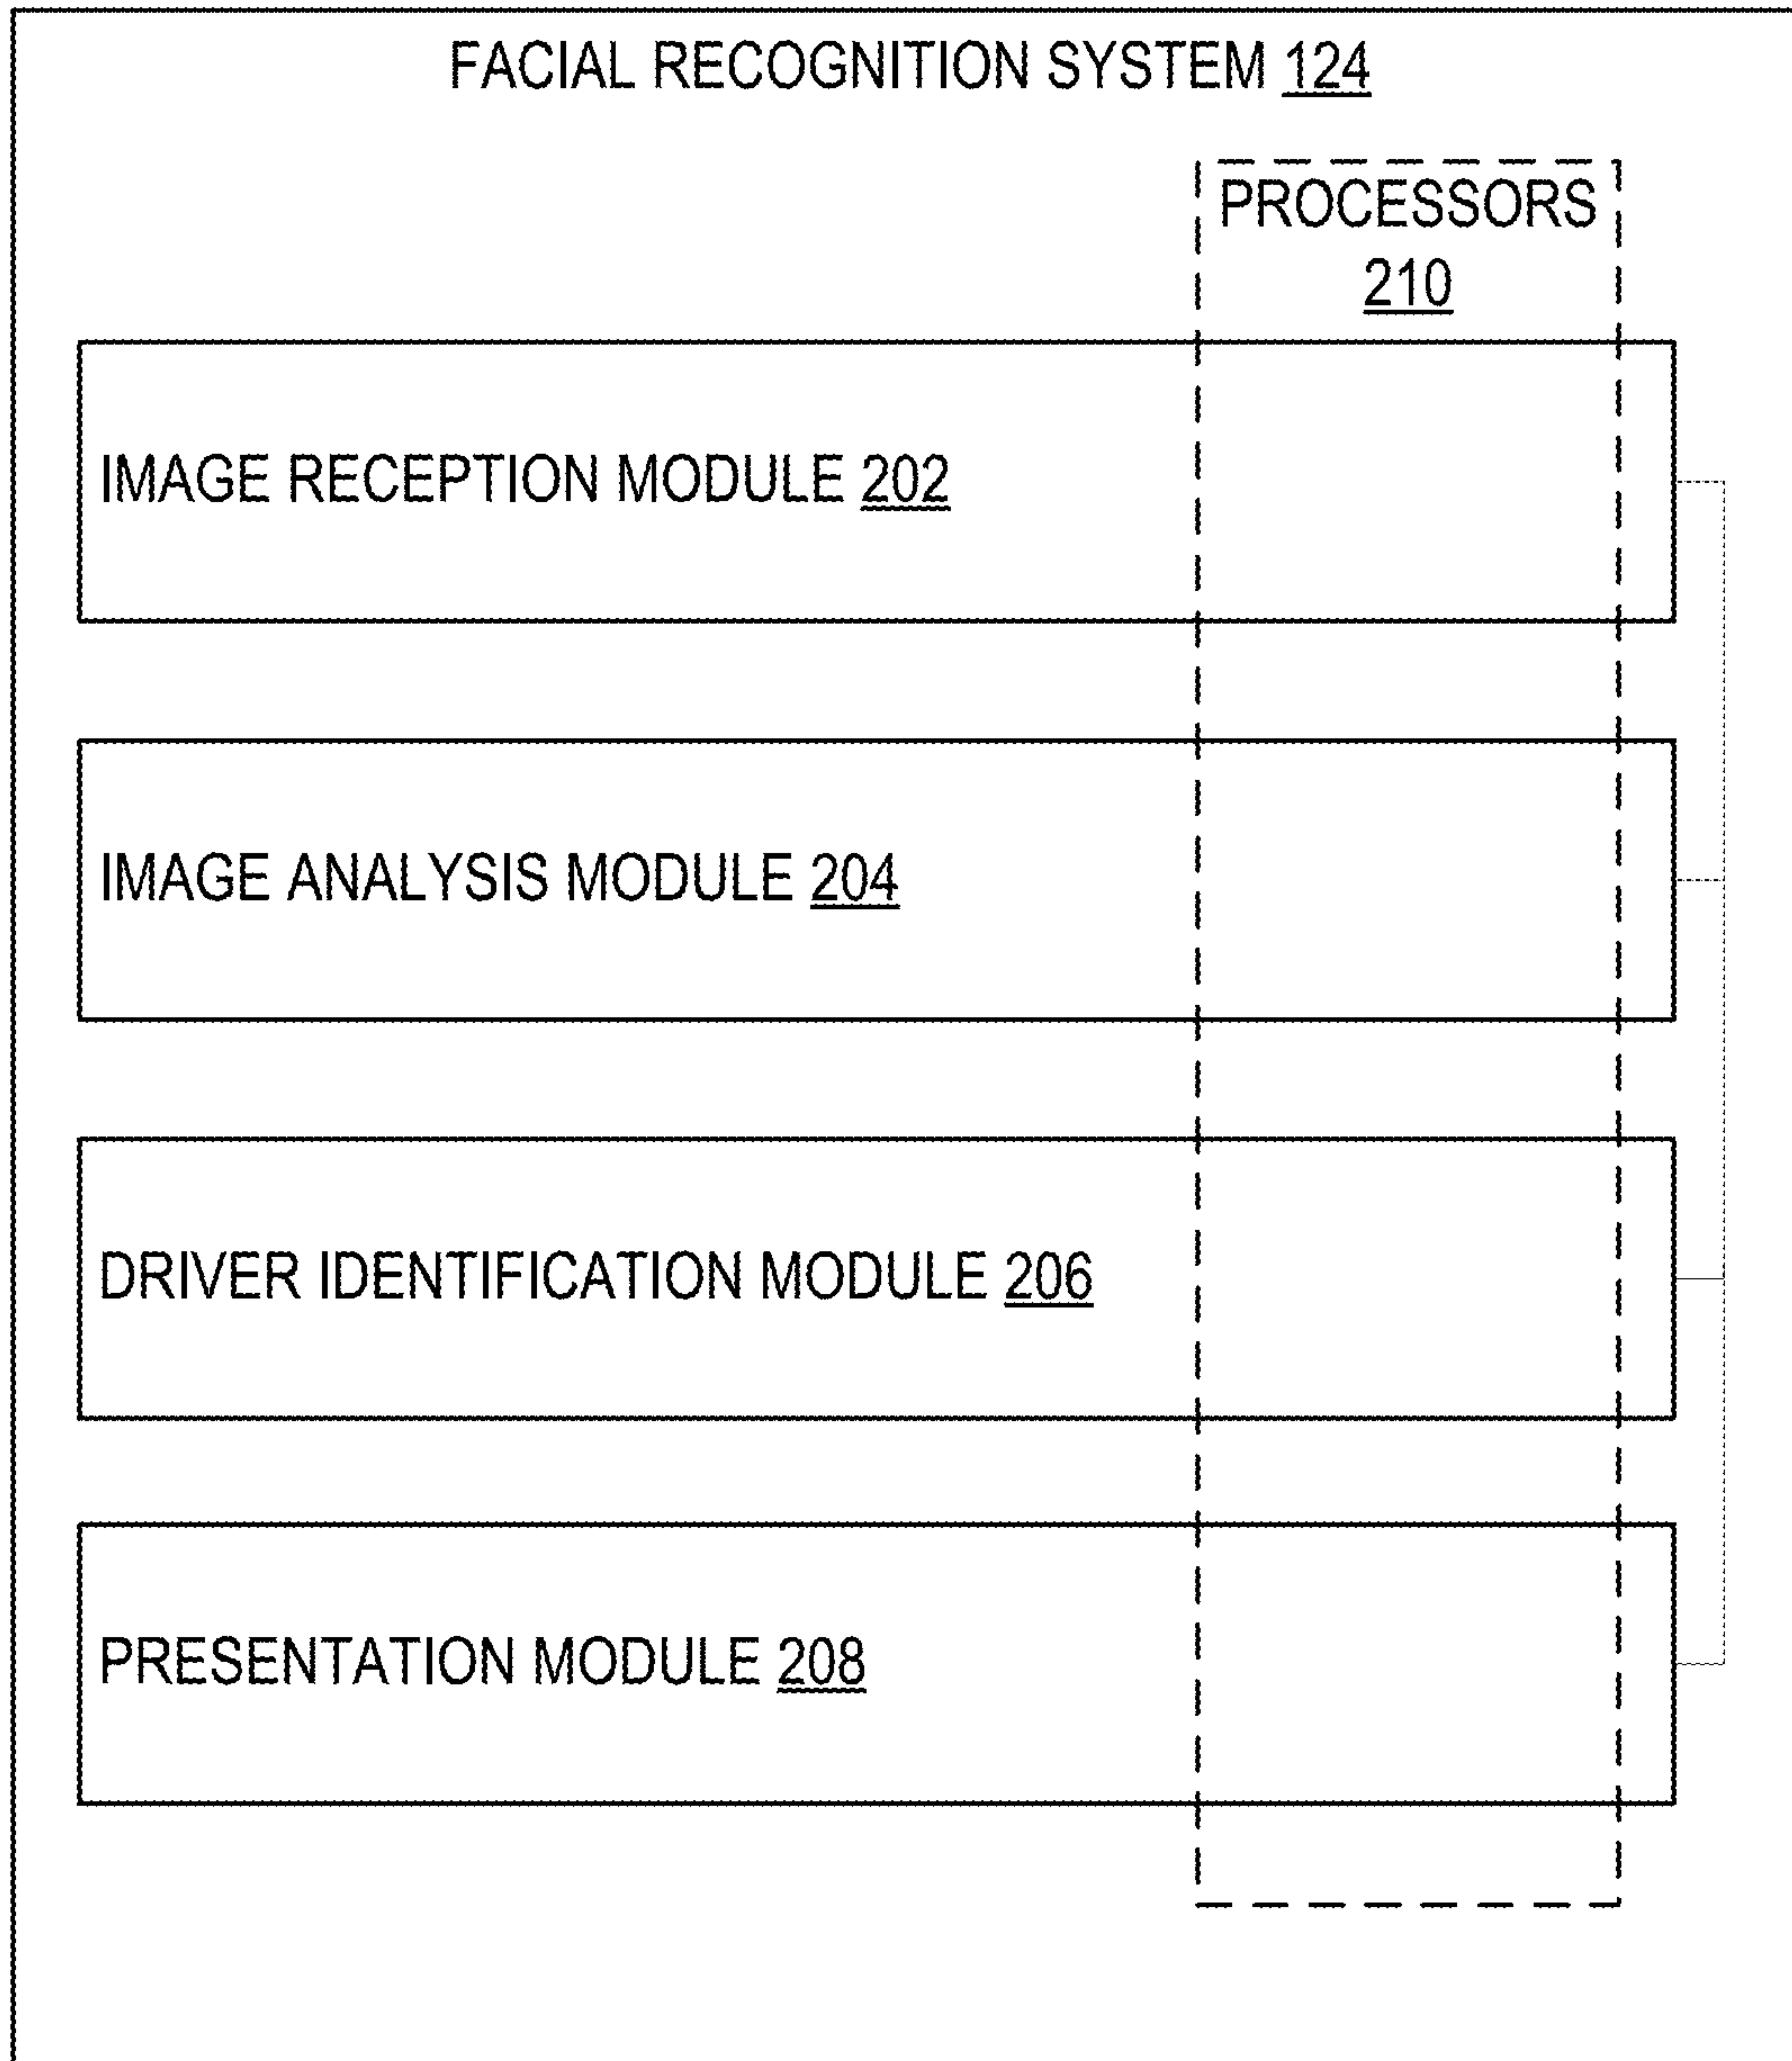 FACIAL RECOGNITION SYSTEM 124
PROCESSORS
210
IMAGE RECEPTION MODULE 202
IMAGE ANALYSIS MODULE 204
DRIVER IDENTIFICATION MODULE 206
PRESENTATION MODULE 208